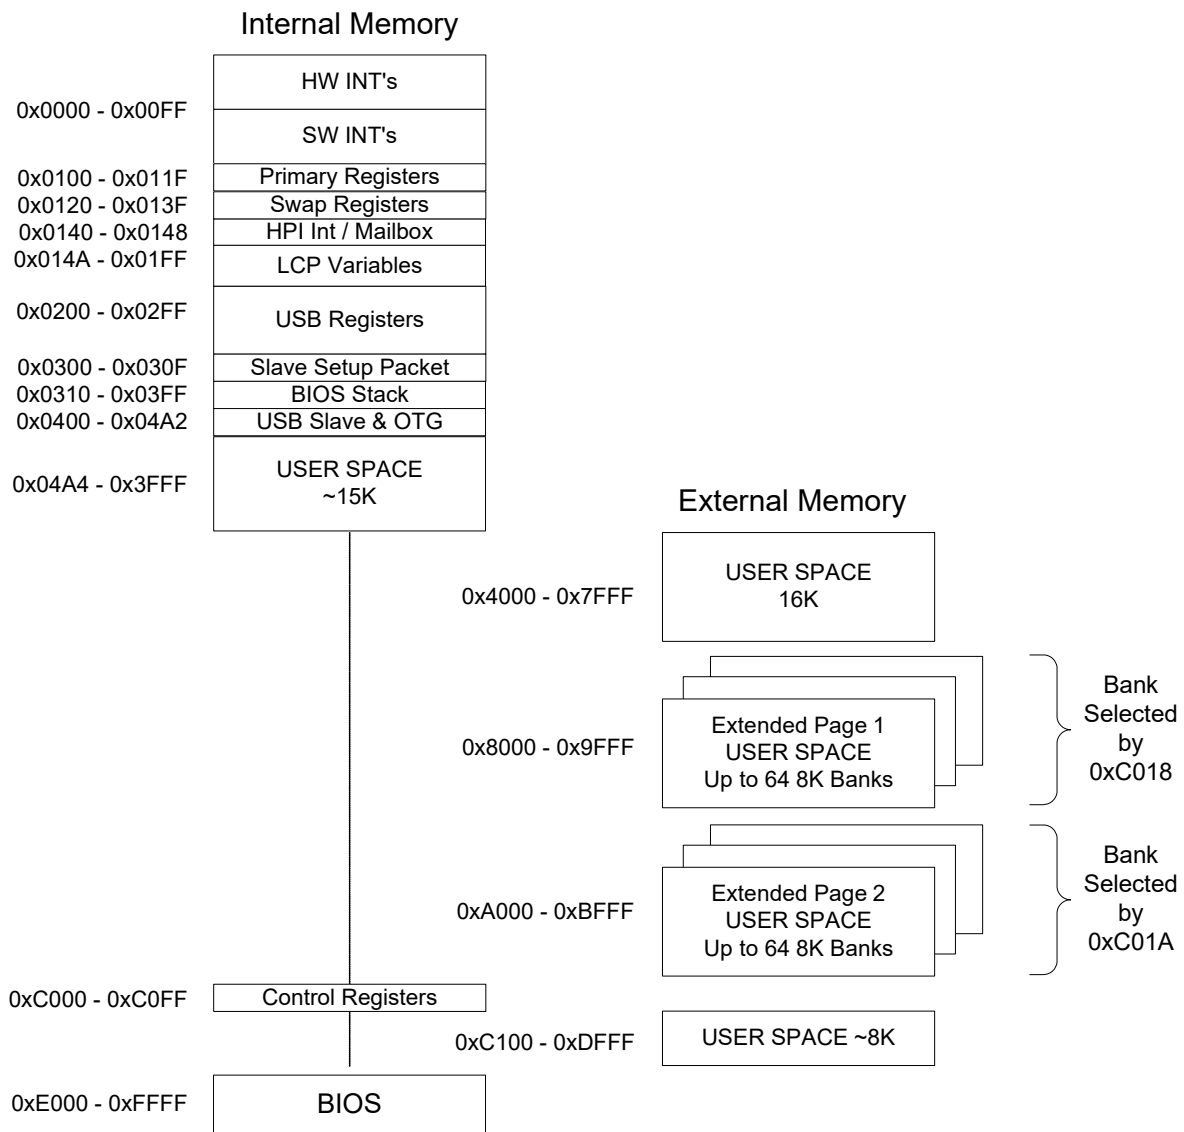 Internal Memory
HW INT's
0x0000 - 0x00FF
SW INT's
0x0100 - 0x011F
Primary Registers
0x0120 - 0x013F
Swap Registers
0x0140 - 0x0148
HPI Int / Mailbox
0x014A - 0x01FF
LCP Variables
0x0200 - 0x02FF
USB Registers
0x0300 - 0x030F
Slave Setup Packet
0x0310 - 0x03FF
BIOS Stack
0x0400 - 0x04A2
USB Slave & OTG
0x04A4 - 0x3FFF
USER SPACE
~15K
External Memory
0x4000 - 0x7FFF
USER SPACE
16K
0x8000 - 0x9FFF
Extended Page 1
USER SPACE
Up to 64 8K Banks
Bank
Selected
by
0xC018
0xA000 - 0xBFFF
Extended Page 2
USER SPACE
Up to 64 8K Banks
Bank
Selected
by
0xC01A
0xC000 - 0xC0FF
Control Registers
0xC100 - 0xDFFF
USER SPACE ~8K
0xE000 - 0xFFFF
BIOS